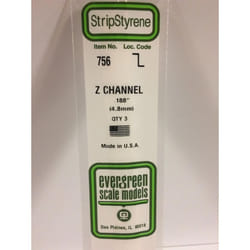 StripStyrene
Item No. Loc. Code
756
Z CHANNEL
.188"
(4.8mm)
QTY 3
Made in U.S.A.
evergreen
scale models
Des Plaines, IL 60018